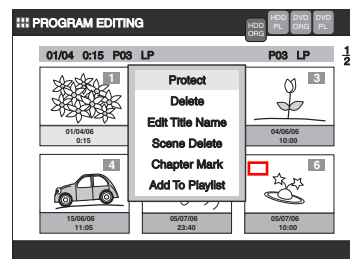 PROGRAM EDITING
HDD ORG
HDD PL
DVD ORG
DVD PL
01/04 0:15 P03 LP P03 LP
1/2
1
3
Protect
Delete
Edit Title Name
Scene Delete
Chapter Mark
Add To Playlist
01/04/06
0:15
04/06/06
10:00
4
6
15/06/06
11:05
05/07/06
23:40
05/07/06
10:00